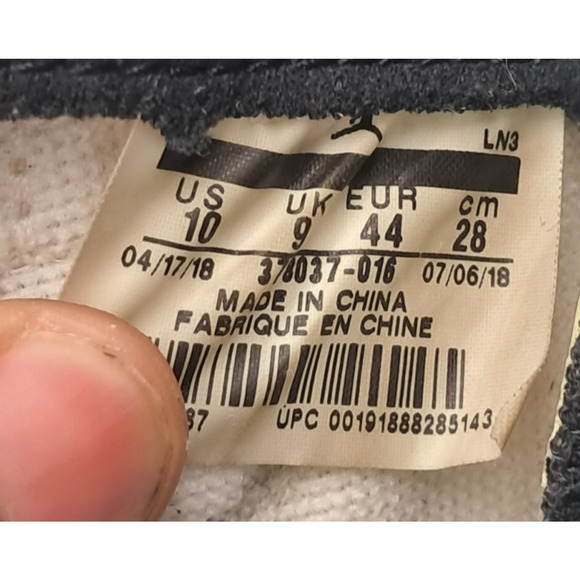 LN3
US UK EUR cm
10 9 44 28
04/17/18 378037-016 07/06/18
MADE IN CHINA
FABRIQUE EN CHINE
87 UPC 00191888285143